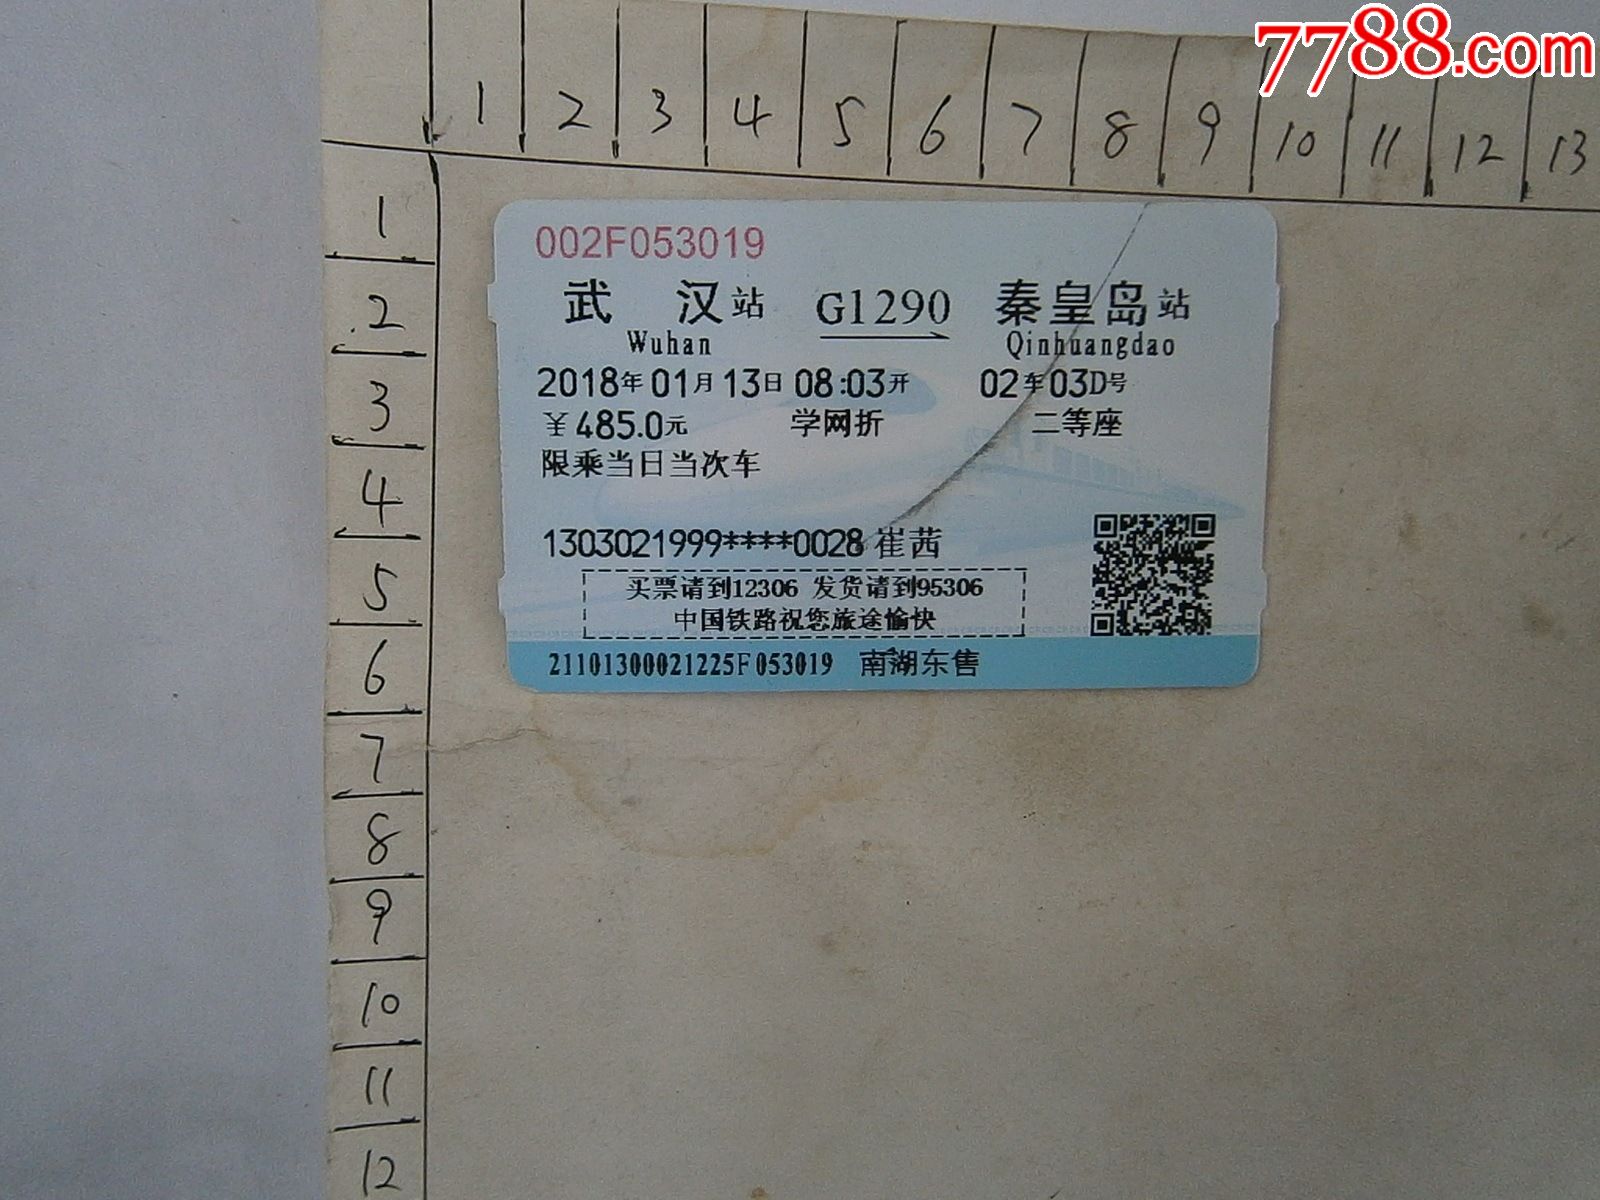 7788.com
1 2 3 4 5 6 7 8 9 10 11 12 13
1
2
3
4
5
6
7
8
9
10
11
12
002F053019
武汉站 G1290 秦皇岛站
Wuhan Qinhuangdao
2018年01月13日08:03开 02车03D号
¥485.0元 学网折 二等座
限乘当日当次车
1303021999****0028 崔茜
买票请到12306 发货请到95306
中国铁路祝您旅途愉快
21101300021225F053019 南湖东售